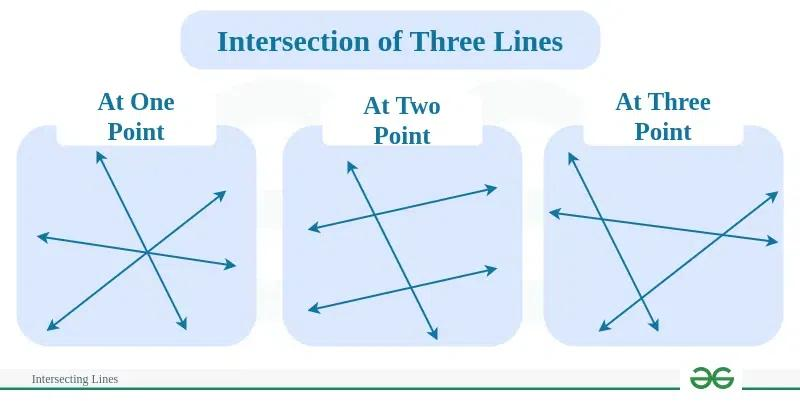 Intersection of Three Lines
At One
Point
At Two
Point
At Three
Point
Intersecting Lines